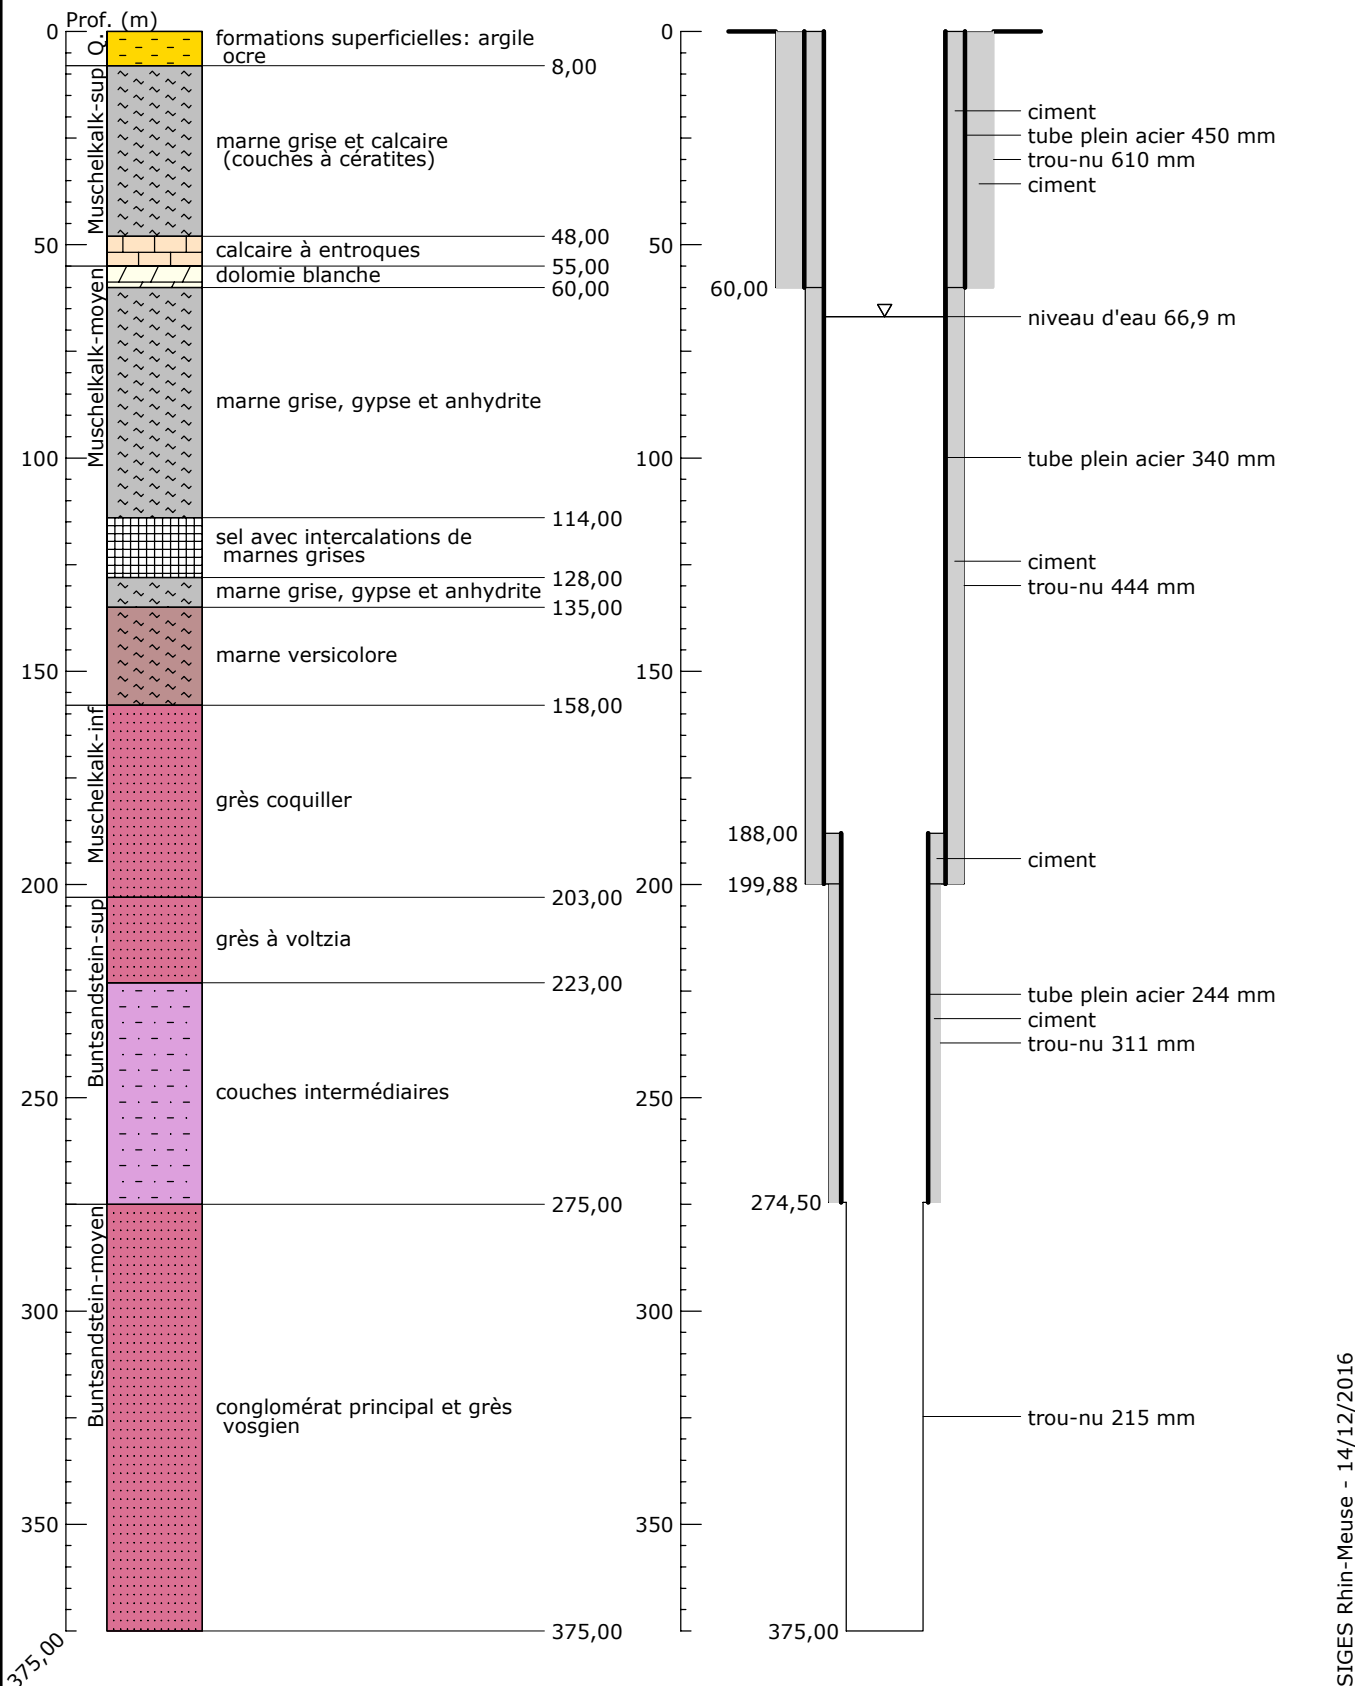 Prof. (m)
0
50
100
150
200
250
300
350
375,00
Q.
Muschelkalk-sup
Muschelkalk-moyen
Muschelkalk-inf
Buntsandstein-sup
Buntsandstein-moyen
formations superficielles: argile
ocre
8,00
marne grise et calcaire
(couches à cératites)
48,00
calcaire à entroques
55,00
dolomie blanche
60,00
marne grise, gypse et anhydrite
114,00
sel avec intercalations de
marnes grises
128,00
marne grise, gypse et anhydrite
135,00
marne versicolore
158,00
grès coquiller
203,00
grès à voltzia
223,00
couches intermédiaires
275,00
conglomérat principal et grès
vosgien
375,00
0
50
100
150
200
250
300
350
60,00
188,00
199,88
274,50
375,00
ciment
tube plein acier 450 mm
trou-nu 610 mm
ciment
niveau d'eau 66,9 m
tube plein acier 340 mm
ciment
trou-nu 444 mm
ciment
tube plein acier 244 mm
ciment
trou-nu 311 mm
trou-nu 215 mm
SIGES Rhin-Meuse - 14/12/2016